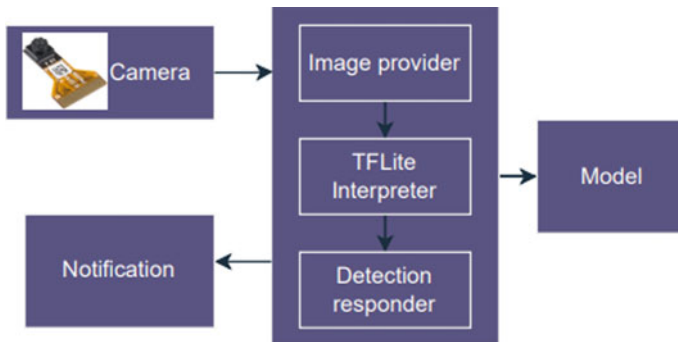 Camera
Image provider
TFLite
Interpreter
Model
Notification
Detection
responder